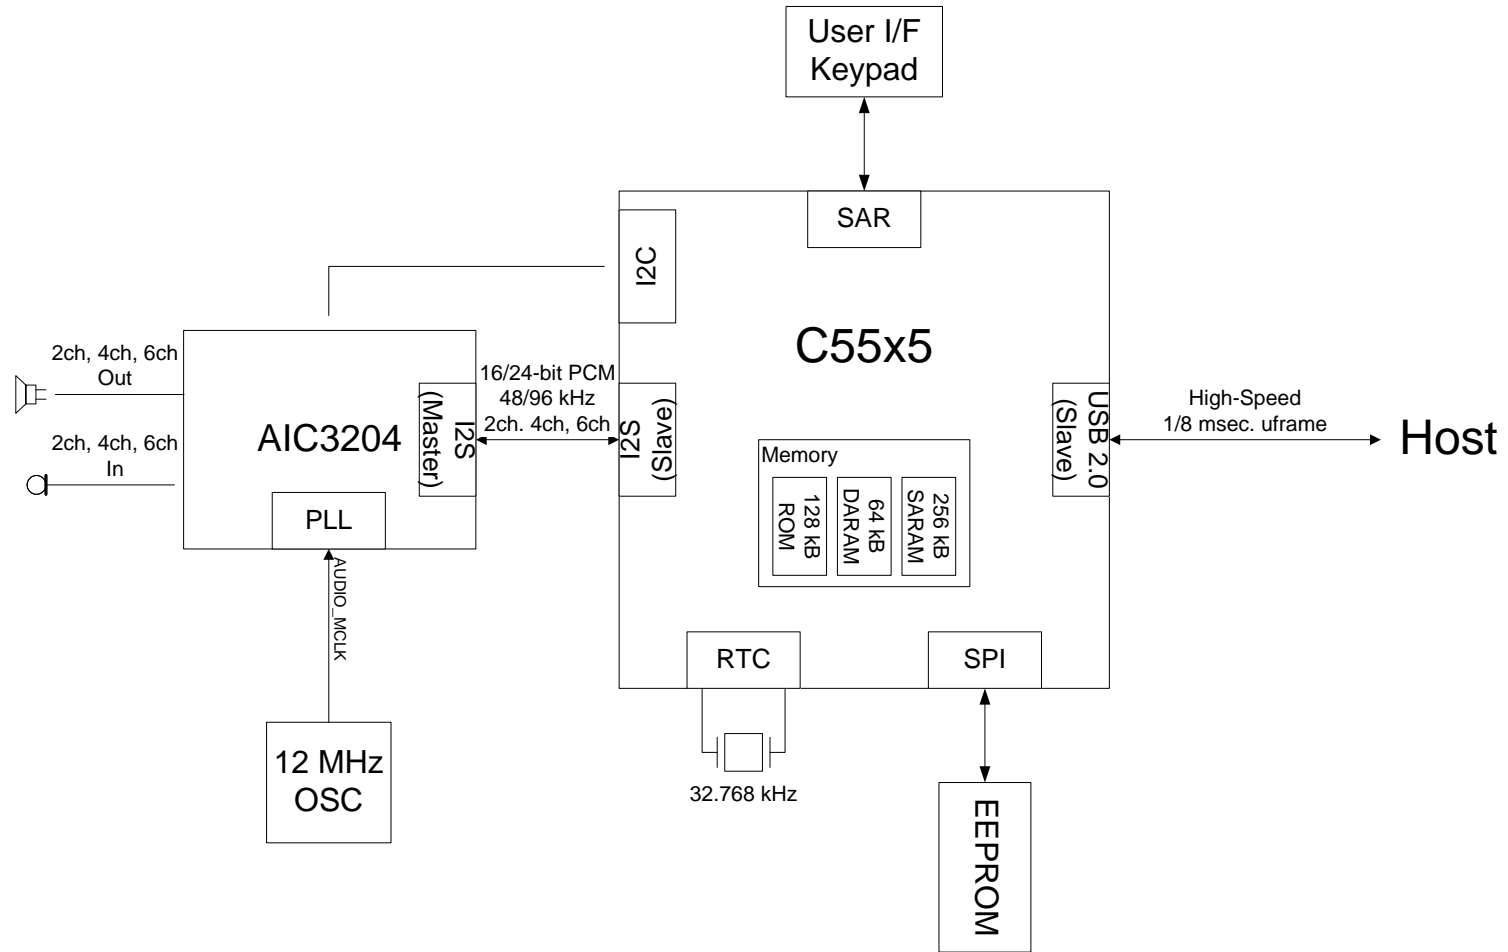 User I/F
Keypad
SAR
I2C
C55x5
2ch, 4ch, 6ch
Out
2ch, 4ch, 6ch
In
AIC3204
I2S
(Master)
16/24-bit PCM
48/96 kHz
2ch. 4ch, 6ch
I2S
(Slave)
USB 2.0
(Slave)
High-Speed
1/8 msec. uframe
Host
Memory
128 kB
ROM
64 kB
DARAM
256 kB
SARAM
PLL
AUDIO_MCLK
12 MHz
OSC
RTC
32.768 kHz
SPI
EEPROM